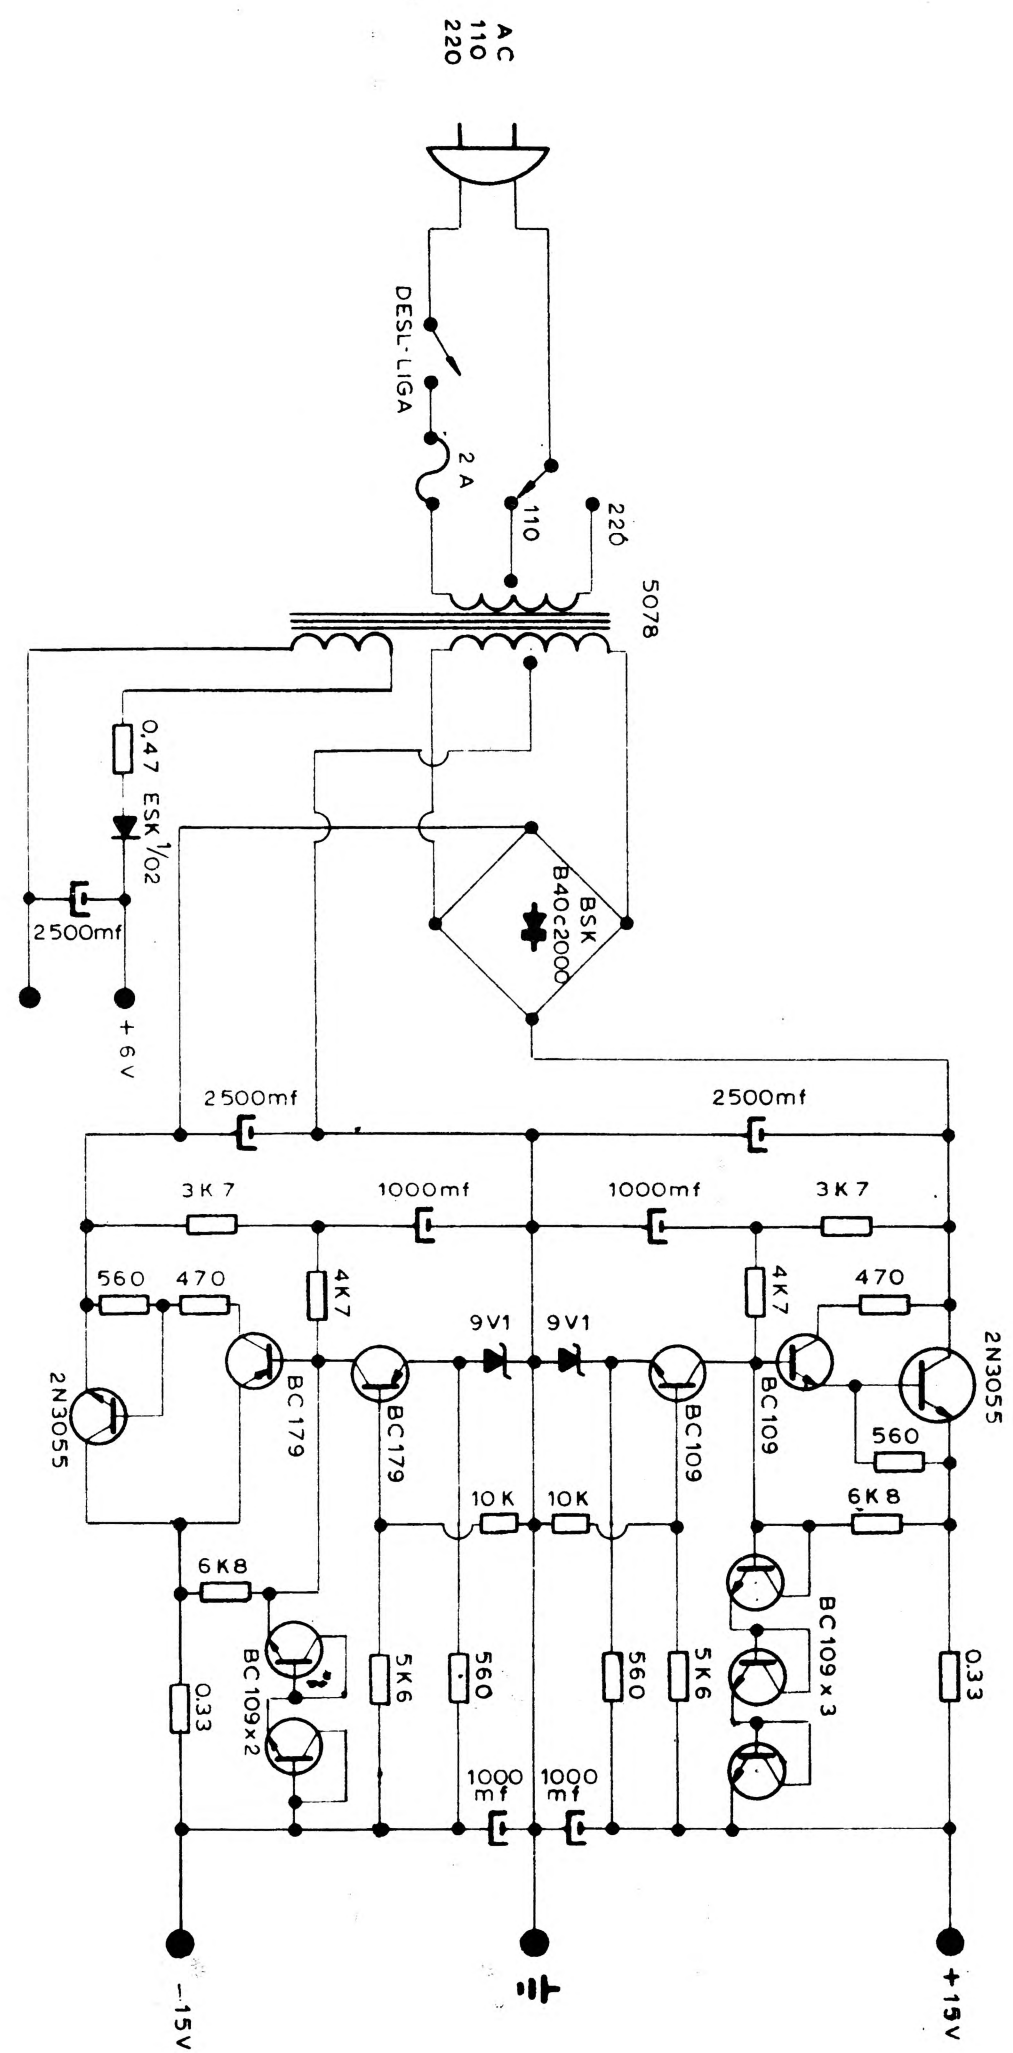 AC
110
220
DESL-LIGA
2 A
110
220
5078
0,47
ESK 1/02
2500mf
+ 6 V
BSK
B40c2000
2500mf
2500mf
3K7
1000mf
1000mf
3K7
560
470
4K7
4K7
470
9V1
9V1
2N3055
2N3055
BC179
BC179
BC109
BC109
560
10K
10K
6K8
6K8
BC109x2
BC109x3
0.33
5K6
560
560
5K6
0.33
1000
mf
1000
mf
-15V
+15V